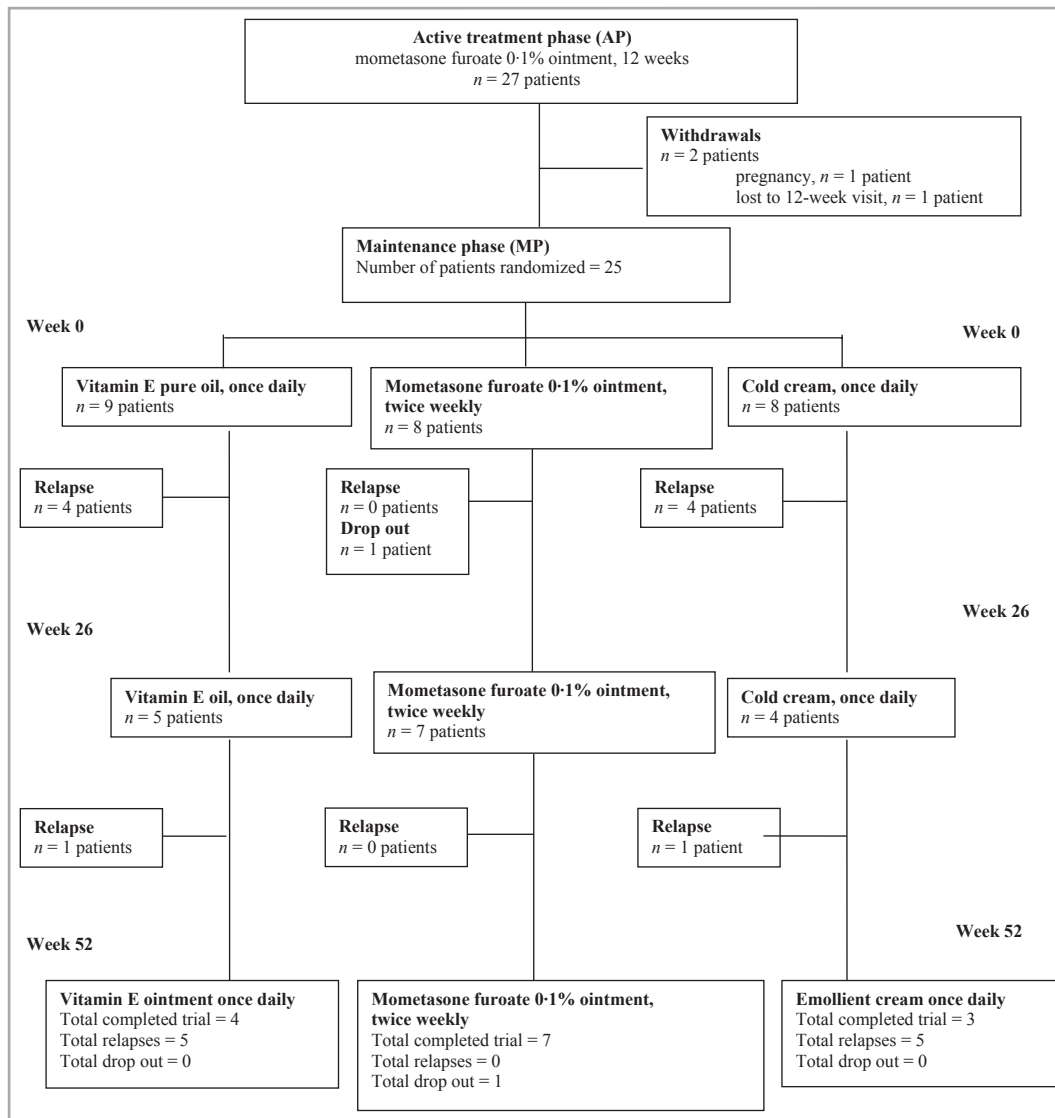 Active treatment phase (AP)
mometasone furoate 0·1% ointment, 12 weeks
n = 27 patients
Withdrawals
n = 2 patients
pregnancy, n = 1 patient
lost to 12-week visit, n = 1 patient
Maintenance phase (MP)
Number of patients randomized = 25
Week 0
Week 0
Vitamin E pure oil, once daily
n = 9 patients
Mometasone furoate 0·1% ointment,
twice weekly
n = 8 patients
Cold cream, once daily
n = 8 patients
Relapse
n = 4 patients
Relapse
n = 0 patients
Drop out
n = 1 patient
Relapse
n = 4 patients
Week 26
Week 26
Vitamin E oil, once daily
n = 5 patients
Mometasone furoate 0·1% ointment,
twice weekly
n = 7 patients
Cold cream, once daily
n = 4 patients
Relapse
n = 1 patients
Relapse
n = 0 patients
Relapse
n = 1 patient
Week 52
Week 52
Vitamin E ointment once daily
Total completed trial = 4
Total relapses = 5
Total drop out = 0
Mometasone furoate 0·1% ointment,
twice weekly
Total completed trial = 7
Total relapses = 0
Total drop out = 1
Emollient cream once daily
Total completed trial = 3
Total relapses = 5
Total drop out = 0